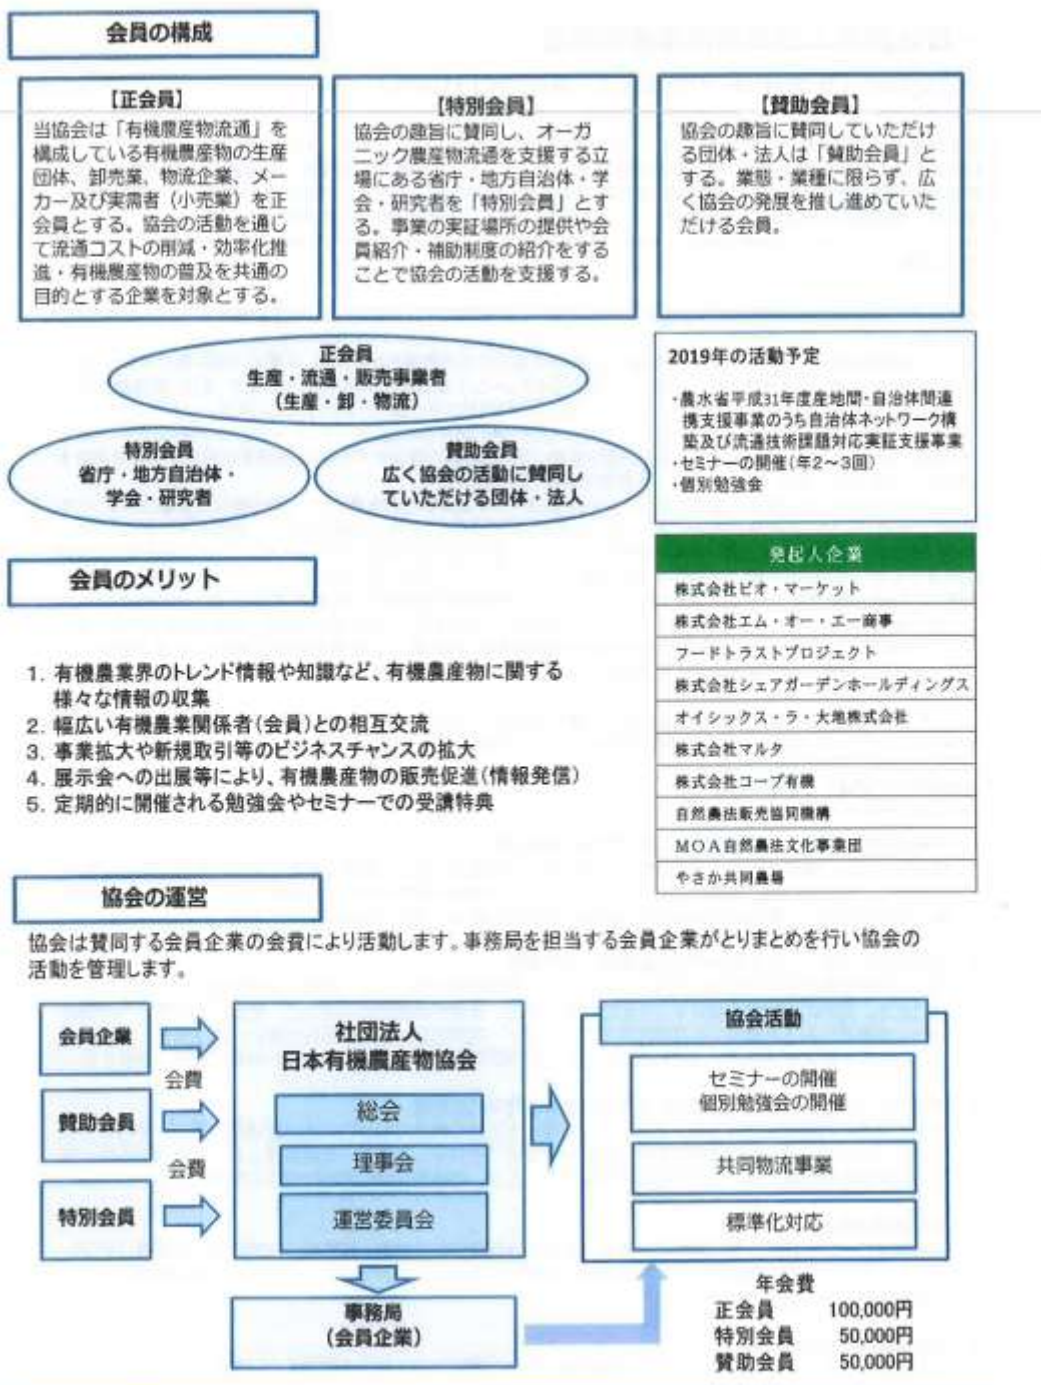 会員の構成
【正会員】
当協会は「有機農産物流通」を
構成している有機農産物の生産
団体、卸売業、物流企業、メー
カー及び実需者（小売業）を正
会員とする。協会の活動を通じ
て流通コストの削減・効率化推
進・有機農産物の普及を共通の
目的とする企業を対象とする。
【特別会員】
協会の趣旨に賛同し、オーガ
ニック農産物流通を支援する立
場にある省庁・地方自治体・学
会・研究者を「特別会員」とす
る。事業の実証場所の提供や会
員紹介・補助制度の紹介をする
ことで協会の活動を支援する。
【賛助会員】
協会の趣旨に賛同していただけ
る団体・法人は「賛助会員」と
する。業態・業種に限らず、広
く協会の発展を推し進めていた
だける会員。
正会員
生産・流通・販売事業者
（生産・卸・物流）
特別会員
省庁・地方自治体・
学会・研究者
賛助会員
広く協会の活動に賛同し
ていただける団体・法人
2019年の活動予定
・農水省平成31年度産地間・自治体間連
携支援事業のうち自治体ネットワーク構
築及び流通技術課題対応実証支援事業
・セミナーの開催（年2～3回）
・個別勉強会
発起人企業
株式会社ビオ・マーケット
株式会社エム・オー・エー商事
フードトラストプロジェクト
株式会社シェアガーデンホールディングス
オイシックス・ラ・大地株式会社
株式会社マルタ
株式会社コープ有機
自然農法販売協同機構
MOA自然農法文化事業団
やさか共同農場
会員のメリット
1. 有機農業界のトレンド情報や知識など、有機農産物に関する
様々な情報の収集
2. 幅広い有機農業関係者（会員）との相互交流
3. 事業拡大や新規取引等のビジネスチャンスの拡大
4. 展示会への出展等により、有機農産物の販売促進（情報発信）
5. 定期的に開催される勉強会やセミナーでの受講特典
協会の運営
協会は賛同する会員企業の会費により活動します。事務局を担当する会員企業がとりまとめを行い協会の
活動を管理します。
会員企業
会費
賛助会員
会費
特別会員
社団法人
日本有機農産物協会
総会
理事会
運営委員会
事務局
（会員企業）
協会活動
セミナーの開催
個別勉強会の開催
共同物流事業
標準化対応
年会費
正会員 100,000円
特別会員 50,000円
賛助会員 50,000円